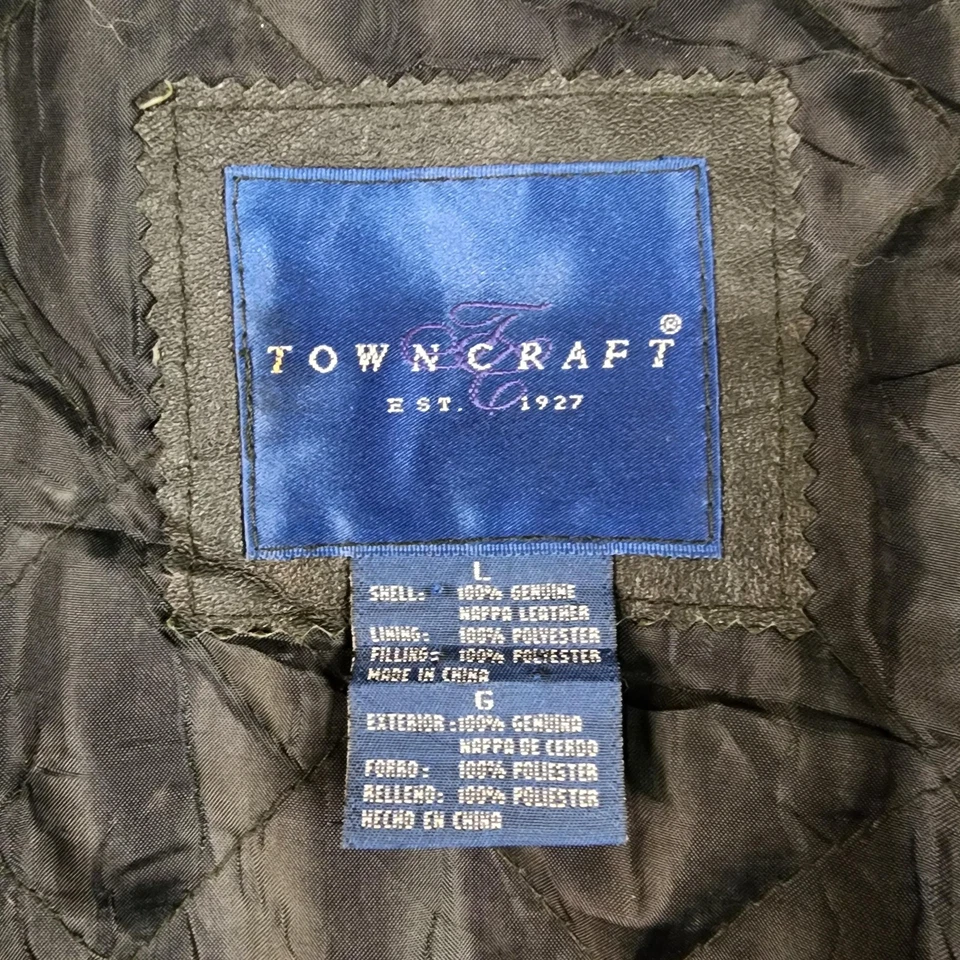 TOWNCRAFT®
TC
EST. 1927
L
SHELL: 100% GENUINE
NAPPA LEATHER
LINING: 100% POLYESTER
FILLING: 100% POLYESTER
MADE IN CHINA
G
EXTERIOR: 100% GENUINA
NAPPA DE CERDO
FORRO: 100% POLIESTER
RELLENO: 100% POLIESTER
HECHO EN CHINA